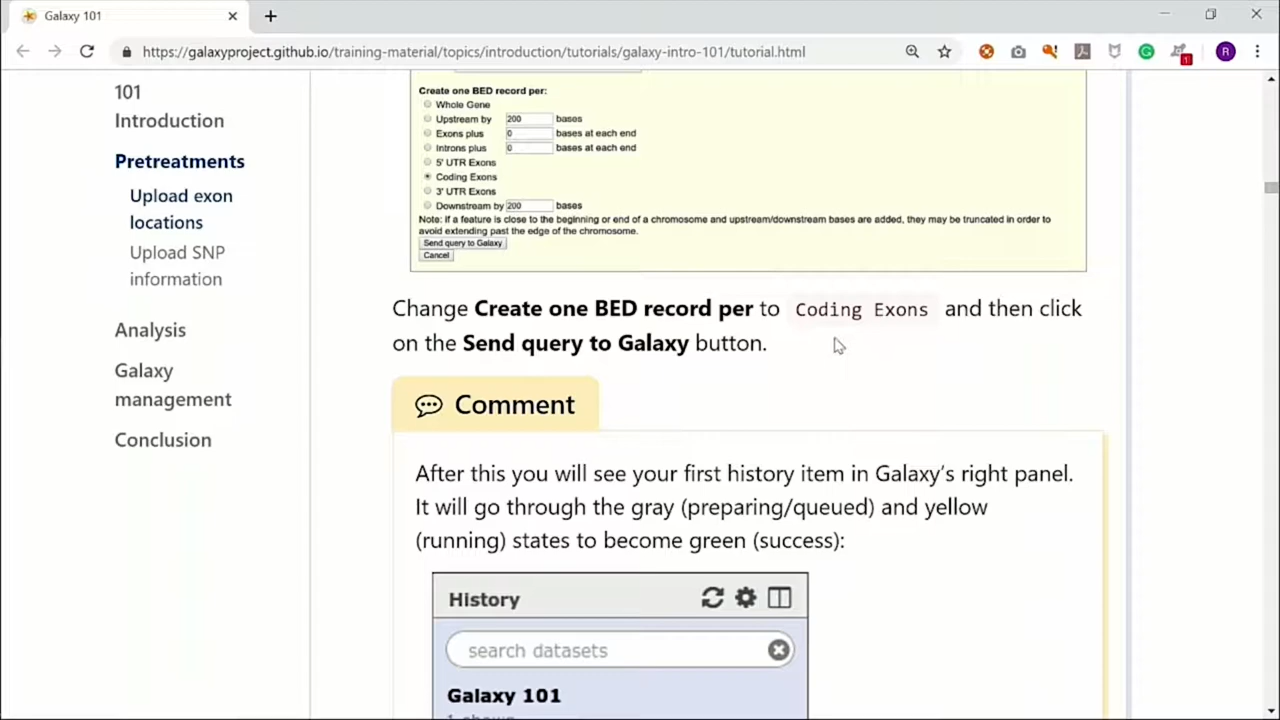 Galaxy 101
https://galaxyproject.github.io/training-material/topics/introduction/tutorials/galaxy-intro-101/tutorial.html
1
R
101
Introduction
Pretreatments
Upload exon
locations
Upload SNP
information
Analysis
Galaxy
management
Conclusion
Create one BED record per:
Whole Gene
Upstream by 200 bases
Exons plus 0 bases at each end
Introns plus 0 bases at each end
5' UTR Exons
Coding Exons
3' UTR Exons
Downstream by 200 bases
Note: if a feature is close to the beginning or end of a chromosome and upstream/downstream bases are added, they may be truncated in order to
avoid extending past the edge of the chromosome.
Send query to Galaxy
Cancel
Change Create one BED record per to Coding Exons and then click
on the Send query to Galaxy button.
Comment
After this you will see your first history item in Galaxy's right panel.
It will go through the gray (preparing/queued) and yellow
(running) states to become green (success):
History
search datasets
Galaxy 101